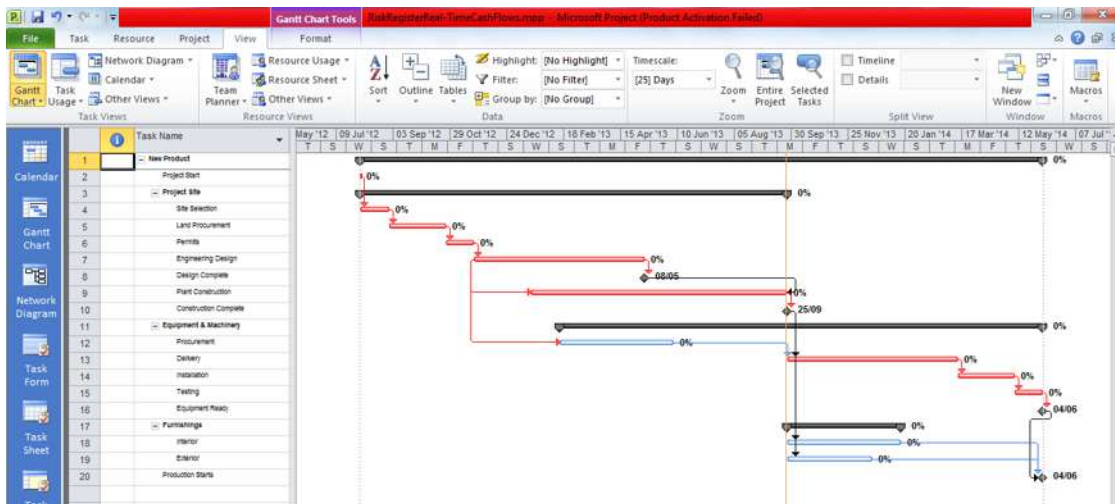 Gantt Chart Tools RiskRegisterReal-TimeCashFlows.mpp - Microsoft Project (Product Activation Failed)
File Task Resource Project View Format
Network Diagram Resource Usage Highlight: [No Highlight] Timescale: Timeline
Calendar Resource Sheet Filter: [No Filter] [25] Days Details
Gantt Chart Task Usage Other Views Team Planner Other Views Sort Outline Tables Group by: [No Group] Zoom Entire Project Selected Tasks New Window Macros
Task Views Resource Views Data Zoom Split View Window Macros
Task Name May '12 09 Jul '12 03 Sep '12 29 Oct '12 24 Dec '12 18 Feb '13 15 Apr '13 10 Jun '13 05 Aug '13 30 Sep '13 25 Nov '13 20 Jan '14 17 Mar '14 12 May '14 07 Jul '
T S W S T M F T S W S T M F T S W S T M F T S W S T M F T S W S
1 New Product 0%
Calendar 2 Project Start 0%
3 Project Site 0%
4 Site Selection 0%
Gantt Chart 5 Land Procurement 0%
6 Permits 0%
7 Engineering Design 0%
8 Design Complete 08/05
Network Diagram 9 Plant Construction 0%
10 Construction Complete 25/09
11 Equipment & Machinery 0%
12 Procurement 0%
Task Form 13 Delivery 0%
14 Installation 0%
15 Testing 0%
16 Equipment Ready 04/06
Task Sheet 17 Furnishings 0%
18 Interior 0%
19 Exterior 0%
20 Production Starts 04/06